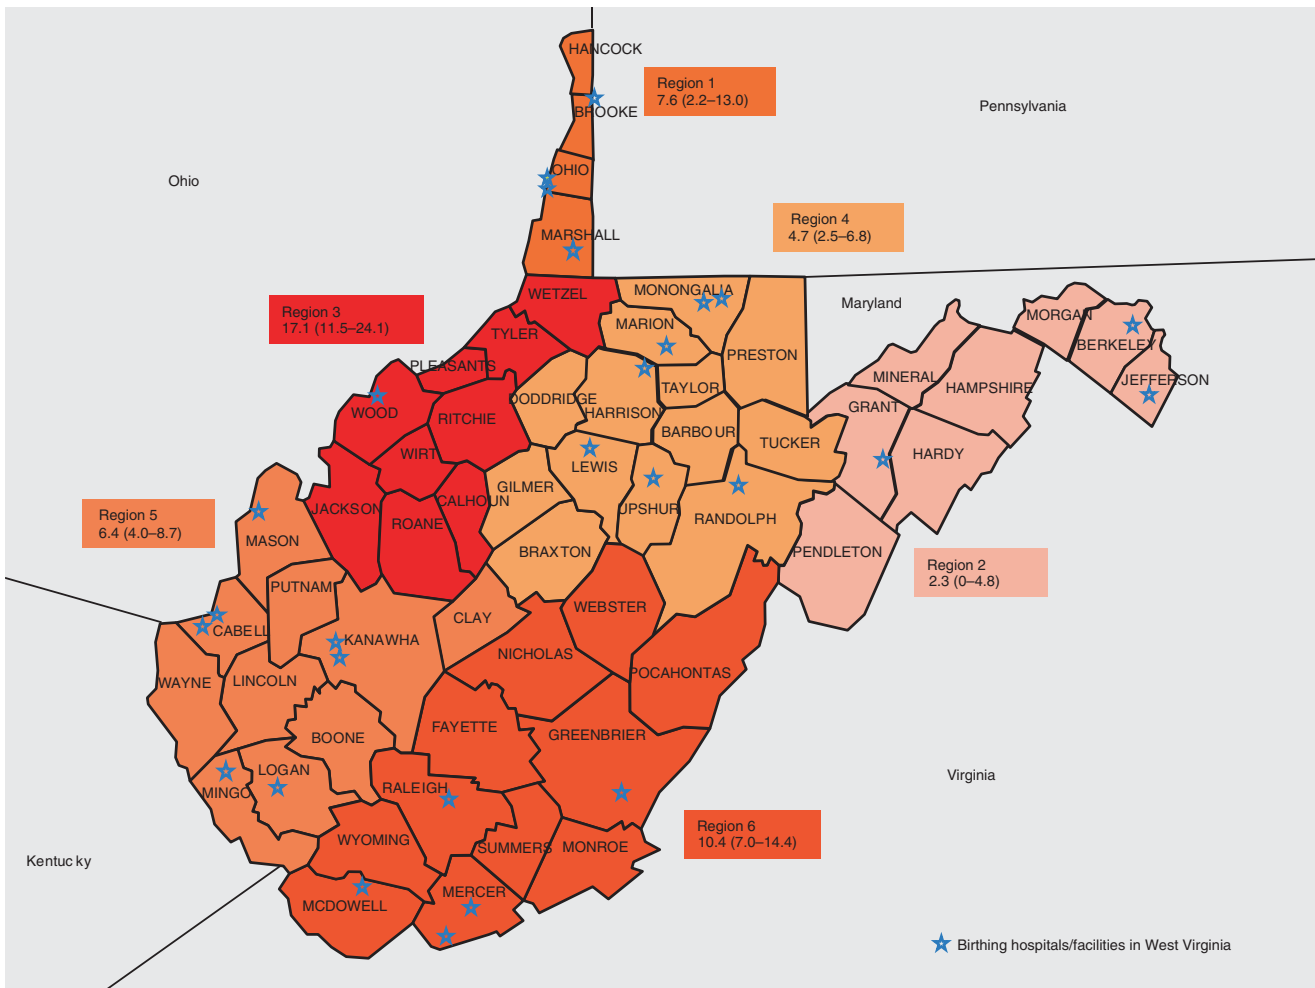 HANCOCK
Region 1
7.6 (2.2–13.0)
Pennsylvania
BROOKE
OHIO
Ohio
Region 4
4.7 (2.5–6.8)
MARSHALL
WETZEL
MONONGALIA
Maryland
Region 3
17.1 (11.5–24.1)
MARION
MORGAN
BERKELEY
TYLER
PRESTON
PLEASANTS
MINERAL
JEFFERSON
HAMPSHIRE
TAYLOR
DODDRIDGE
HARRISON
GRANT
WOOD
RITCHIE
BARBOUR
TUCKER
WIRT
HARDY
LEWIS
GILMER
CALHOUN
JACKSON
UPSHUR
RANDOLPH
ROANE
Region 5
6.4 (4.0–8.7)
MASON
BRAXTON
PENDLETON
Region 2
2.3 (0–4.8)
PUTNAM
WEBSTER
CLAY
CABELL
KANAWHA
NICHOLAS
POCAHONTAS
WAYNE
LINCOLN
FAYETTE
GREENBRIER
BOONE
LOGAN
Virginia
MINGO
RALEIGH
Region 6
10.4 (7.0–14.4)
WYOMING
SUMMERS
MONROE
Kentucky
MERCER
MCDOWELL
Birthing hospitals/facilities in West Virginia